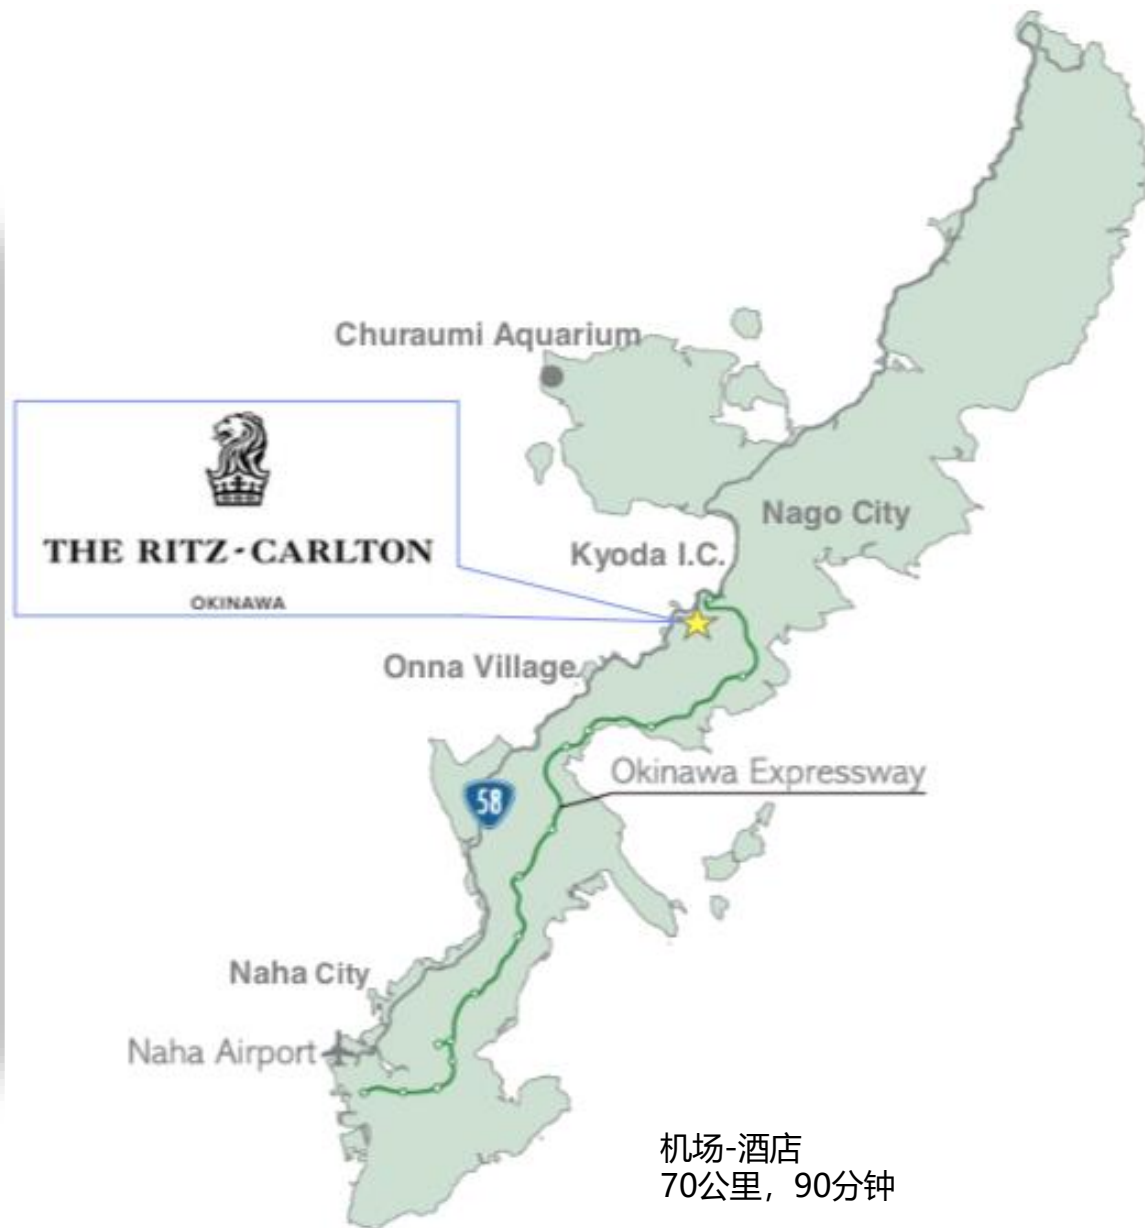 Churaumi Aquarium
THE RITZ-CARLTON
OKINAWA
Nago City
Kyoda I.C.
Onna Village
Okinawa Expressway
58
Naha City
Naha Airport
机场-酒店
70公里，90分钟